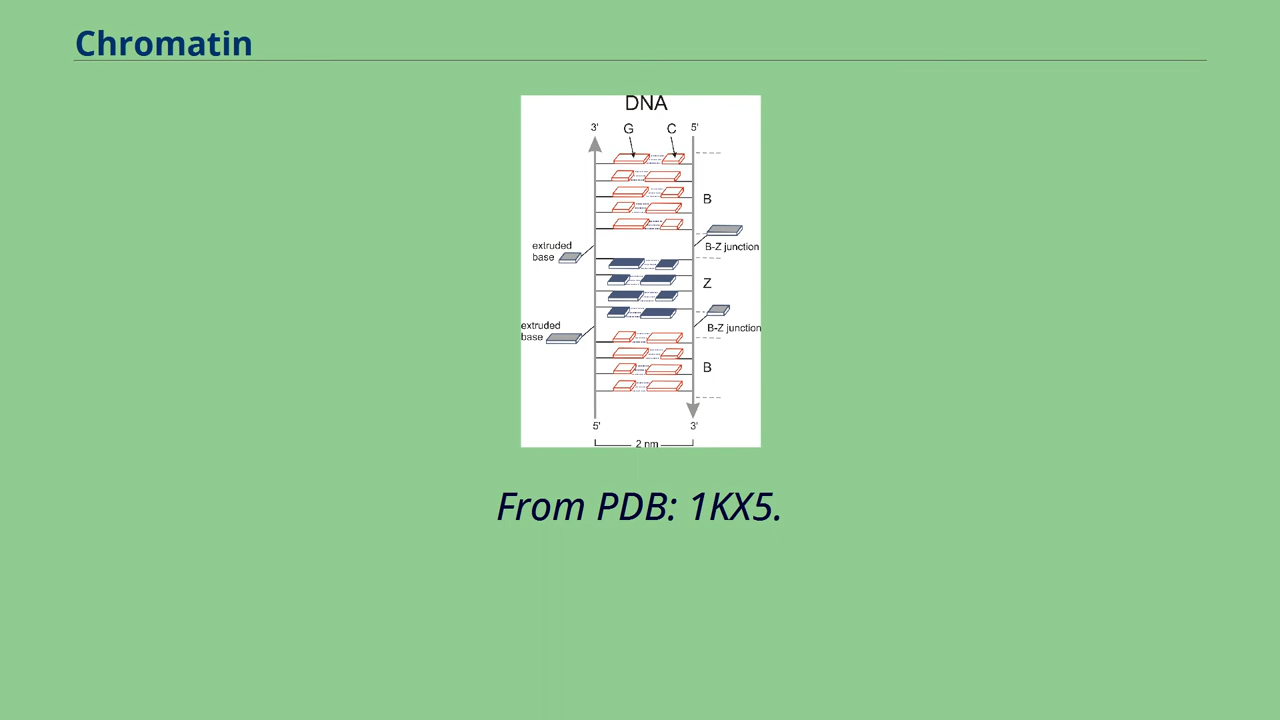 Chromatin
DNA
3' G C 5'
B
extruded
base
B-Z junction
Z
extruded
base
B-Z junction
B
5' 3'
2 nm
From PDB: 1KX5.